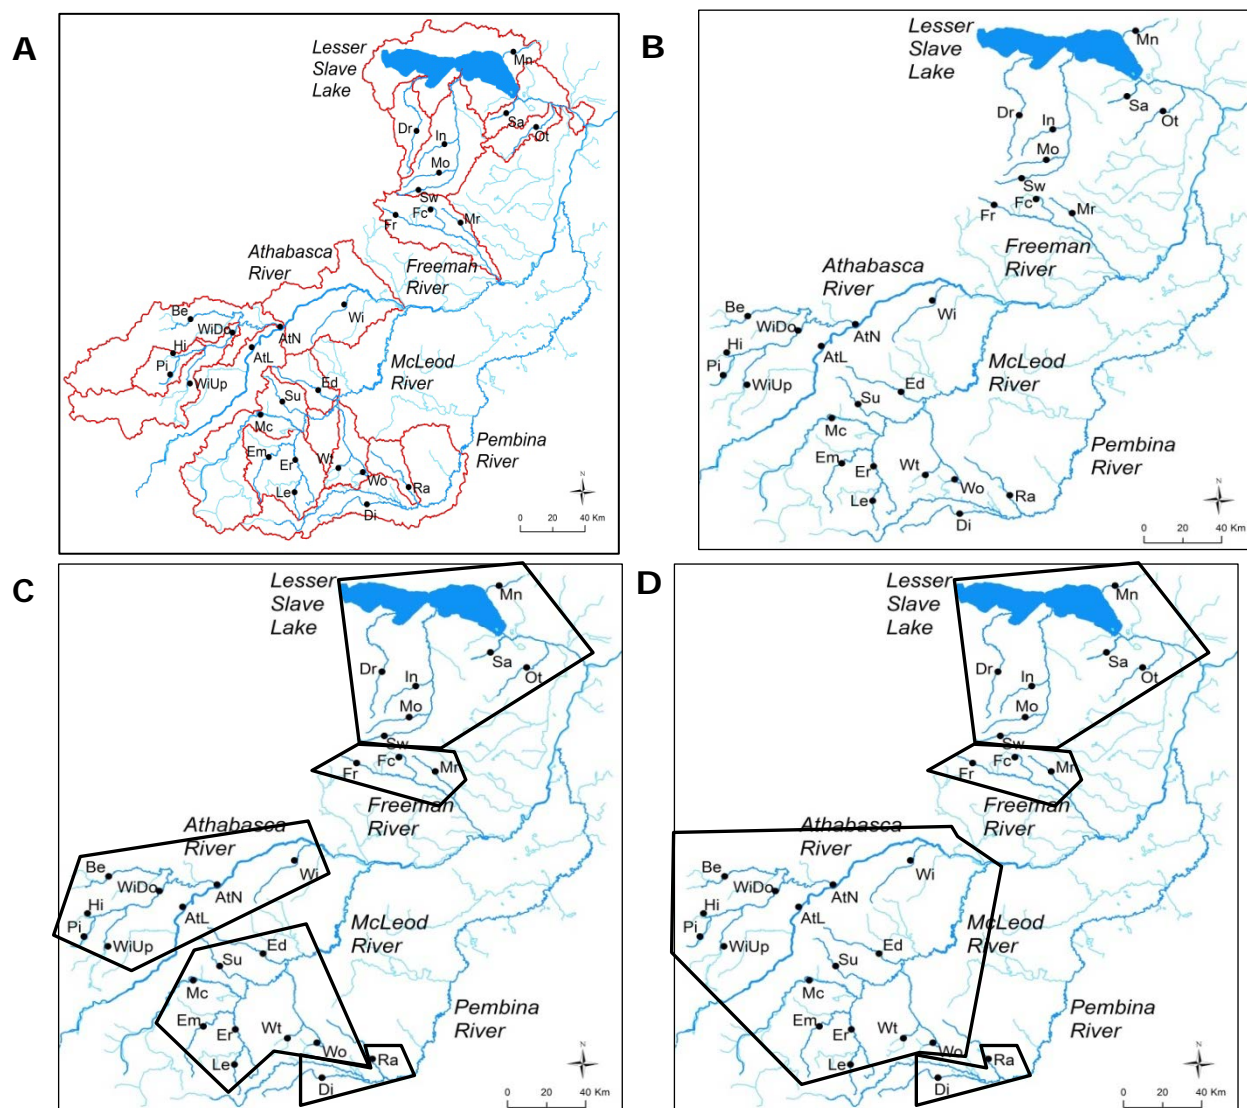 A
Lesser
Slave
Lake
Mn
Sa
Ot
Dr
In
Mo
Sw
Fc
Fr
Mr
Athabasca
River
Freeman
River
Be
WiDo
AtN
Wi
Hi
AtL
Pi
WiUp
McLeod
River
Ed
Su
Mc
Em
Er
Wt
Wo
Le
Ra
Di
Pembina
River
N
0 20 40 Km
B
Lesser
Slave
Lake
Mn
Sa
Ot
Dr
In
Mo
Sw
Fc
Fr
Mr
Freeman
River
Athabasca
River
Be
WiDo
AtN
Wi
Hi
AtL
Pi
WiUp
McLeod
River
Ed
Su
Mc
Em
Er
Wt
Wo
Le
Ra
Di
Pembina
River
N
0 20 40 Km
C
Lesser
Slave
Lake
Mn
Sa
Ot
Dr
In
Mo
Sw
Fc
Fr
Mr
Freeman
River
Athabasca
River
Be
WiDo
AtN
Wi
Hi
AtL
Pi
WiUp
McLeod
River
Ed
Su
Mc
Em
Er
Wt
Wo
Le
Ra
Di
Pembina
River
N
0 20 40 Km
D
Lesser
Slave
Lake
Mn
Sa
Ot
Dr
In
Mo
Sw
Fc
Fr
Mr
Freeman
River
Athabasca
River
Be
WiDo
AtN
Wi
Hi
AtL
Pi
WiUp
McLeod
River
Ed
Su
Mc
Em
Er
Wt
Wo
Le
Ra
Di
Pembina
River
N
0 20 40 Km